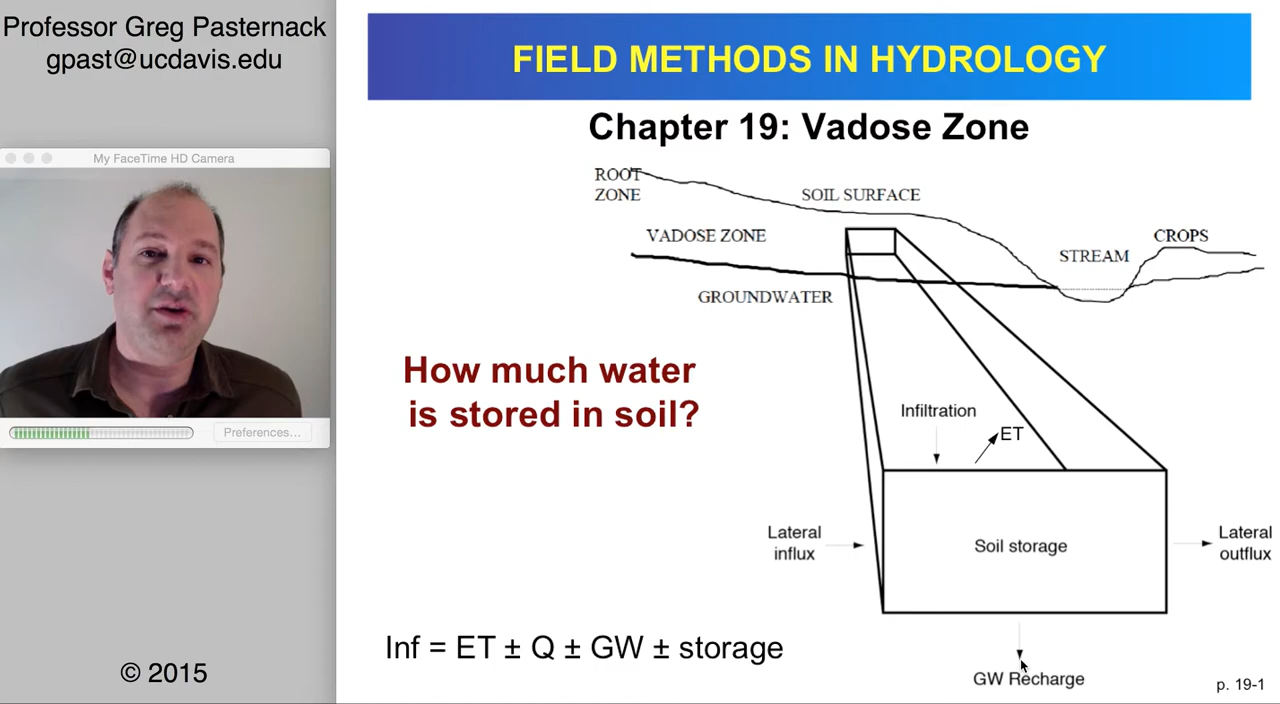 Professor Greg Pasternack
gpast@ucdavis.edu
My FaceTime HD Camera
Preferences...
© 2015
FIELD METHODS IN HYDROLOGY
Chapter 19: Vadose Zone
ROOT
ZONE
SOIL SURFACE
VADOSE ZONE
STREAM
CROPS
GROUNDWATER
How much water
is stored in soil?
Infiltration
ET
Lateral
influx
Soil storage
Lateral
outflux
Inf = ET ± Q ± GW ± storage
GW Recharge
p. 19-1